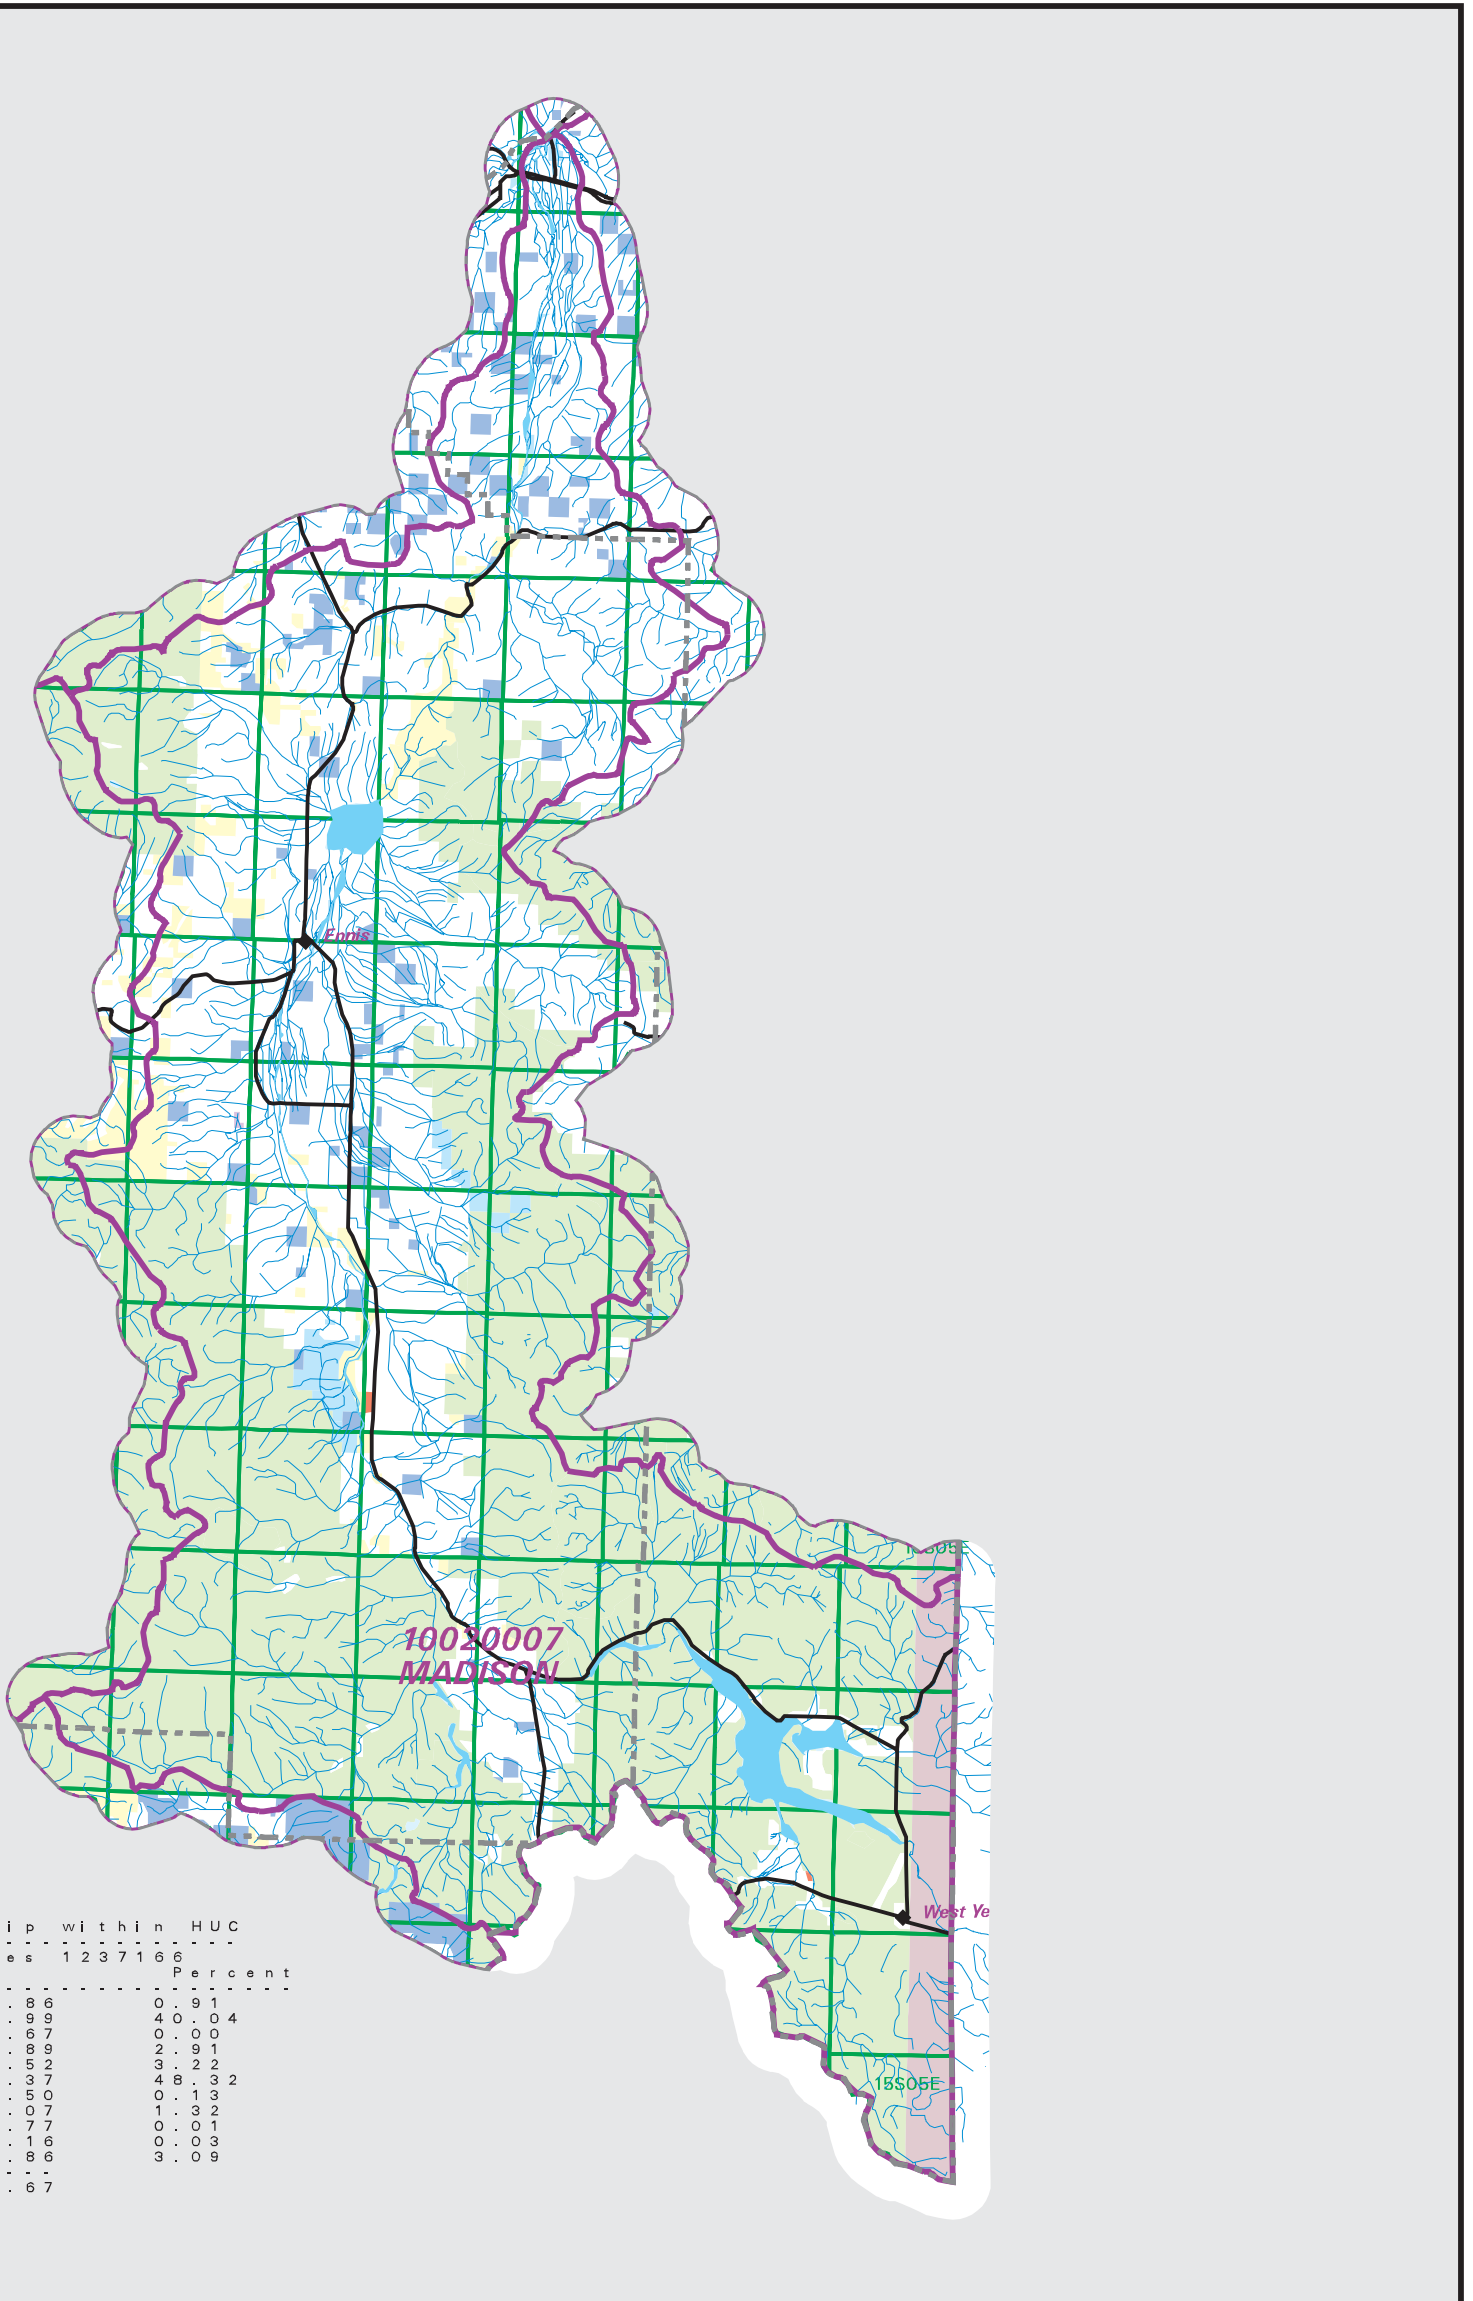 Ennis
10020007
MADISON
West Ye
15S05E
ip within HUC
es 1237166
Percent
.86 0.91
.99 40.04
.67 0.00
.89 2.91
.52 3.22
.37 48.32
.50 0.13
.07 1.32
.77 0.01
.16 0.03
.86 3.09
.67